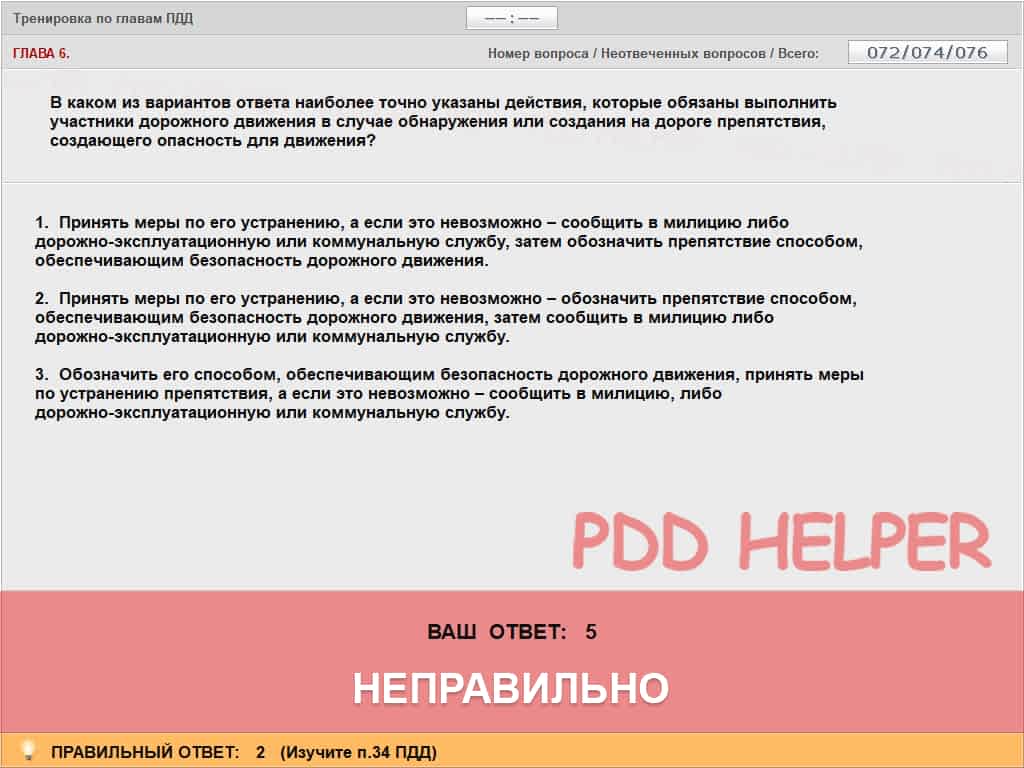 Тренировка по главам ПДД
–– : ––
ГЛАВА 6.
Номер вопроса / Неотвеченных вопросов / Всего:
072/074/076
В каком из вариантов ответа наиболее точно указаны действия, которые обязаны выполнить
участники дорожного движения в случае обнаружения или создания на дороге препятствия,
создающего опасность для движения?
1. Принять меры по его устранению, а если это невозможно – сообщить в милицию либо
дорожно-эксплуатационную или коммунальную службу, затем обозначить препятствие способом,
обеспечивающим безопасность дорожного движения.
2. Принять меры по его устранению, а если это невозможно – обозначить препятствие способом,
обеспечивающим безопасность дорожного движения, затем сообщить в милицию либо
дорожно-эксплуатационную или коммунальную службу.
3. Обозначить его способом, обеспечивающим безопасность дорожного движения, принять меры
по устранению препятствия, а если это невозможно – сообщить в милицию, либо
дорожно-эксплуатационную или коммунальную службу.
PDD HELPER
ВАШ ОТВЕТ: 5
НЕПРАВИЛЬНО
ПРАВИЛЬНЫЙ ОТВЕТ: 2 (Изучите п.34 ПДД)